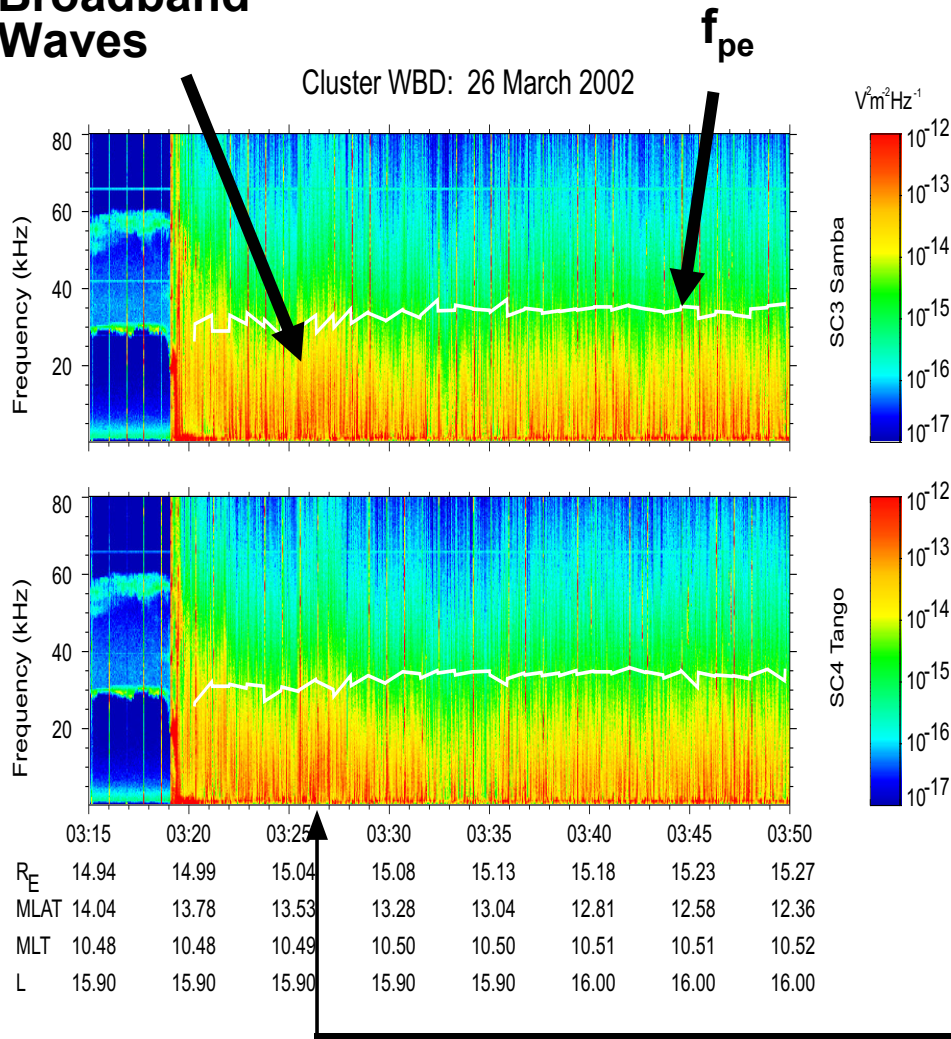 Broadband
Waves
fpe
Cluster WBD: 26 March 2002
V²m⁻²Hz⁻¹
80
60
40
20
Frequency (kHz)
SC3 Samba
10⁻¹²
10⁻¹³
10⁻¹⁴
10⁻¹⁵
10⁻¹⁶
10⁻¹⁷
80
60
40
20
Frequency (kHz)
SC4 Tango
10⁻¹²
10⁻¹³
10⁻¹⁴
10⁻¹⁵
10⁻¹⁶
10⁻¹⁷
03:15 03:20 03:25 03:30 03:35 03:40 03:45 03:50
RE 14.94 14.99 15.04 15.08 15.13 15.18 15.23 15.27
MLAT 14.04 13.78 13.53 13.28 13.04 12.81 12.58 12.36
MLT 10.48 10.48 10.49 10.50 10.50 10.51 10.51 10.52
L 15.90 15.90 15.90 15.90 15.90 16.00 16.00 16.00